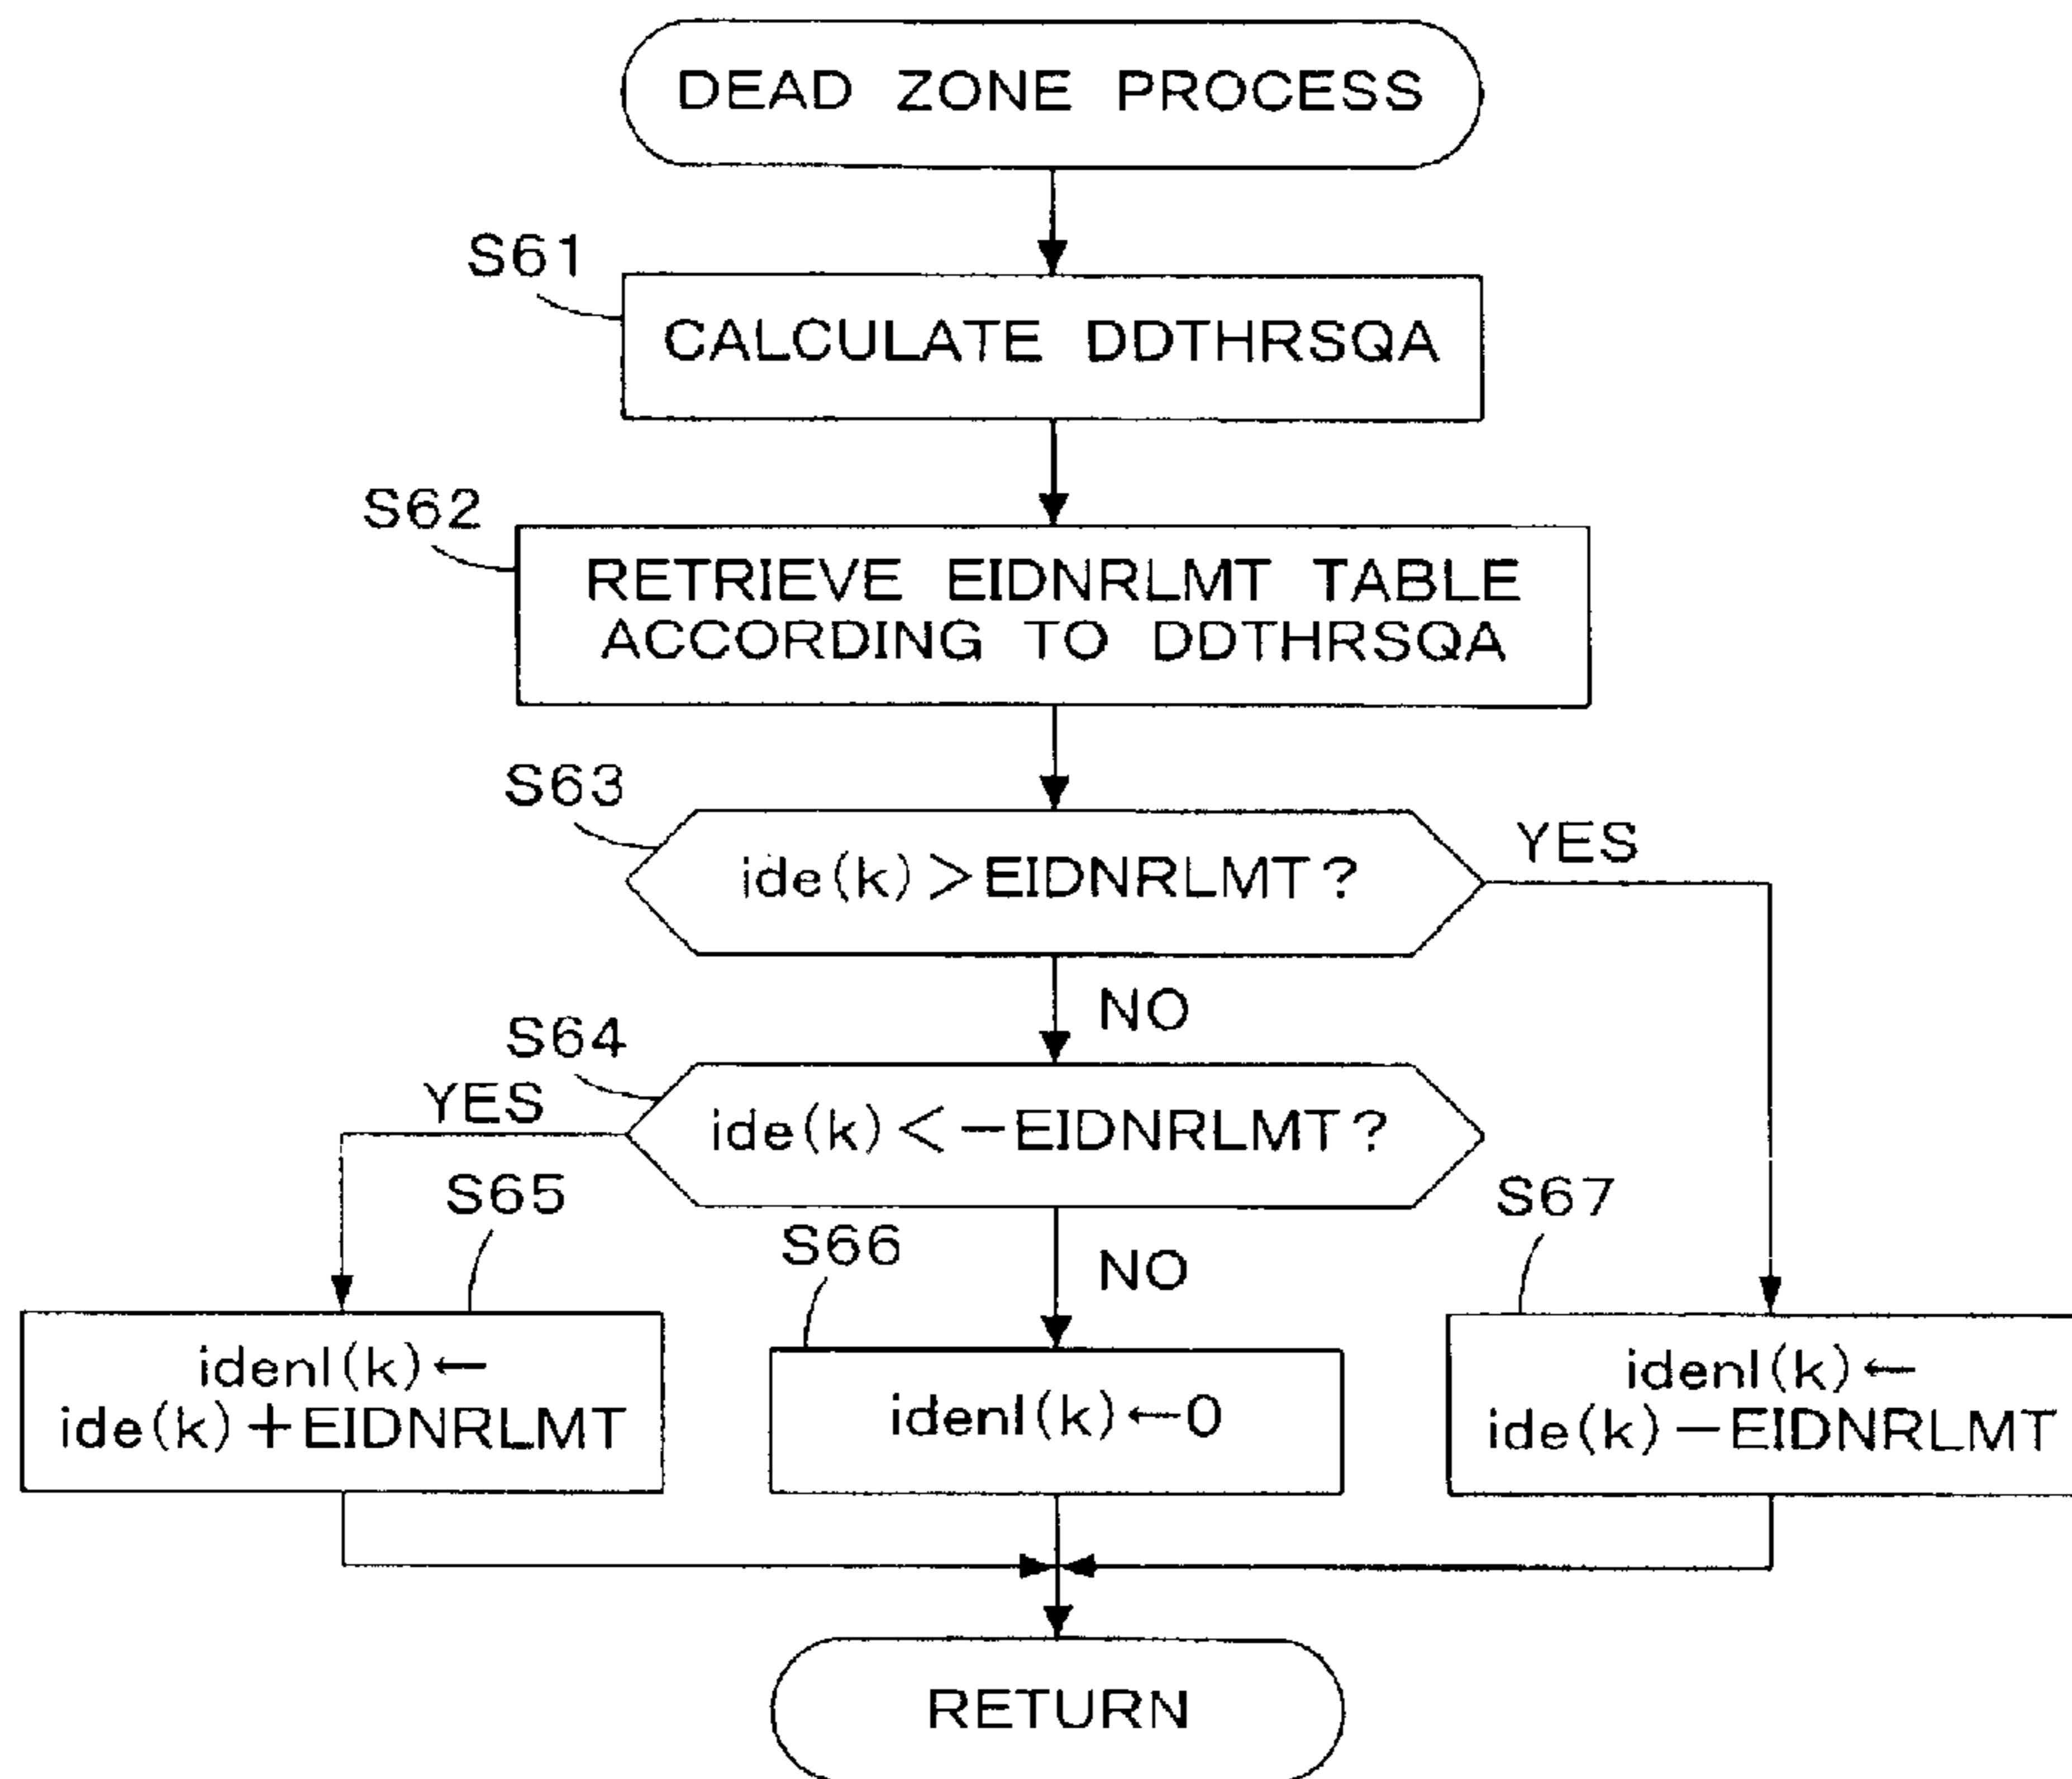 DEAD ZONE PROCESS
S61
CALCULATE DDTHRSQA
S62
RETRIEVE EIDNRLMT TABLE
ACCORDING TO DDTHRSQA
S63
ide(k)>EIDNRLMT?
YES
NO
S64
YES
ide(k)<-EIDNRLMT?
S65
S66
NO
S67
idenl(k)←
ide(k)+EIDNRLMT
idenl(k)←0
idenl(k)←
ide(k)-EIDNRLMT
RETURN